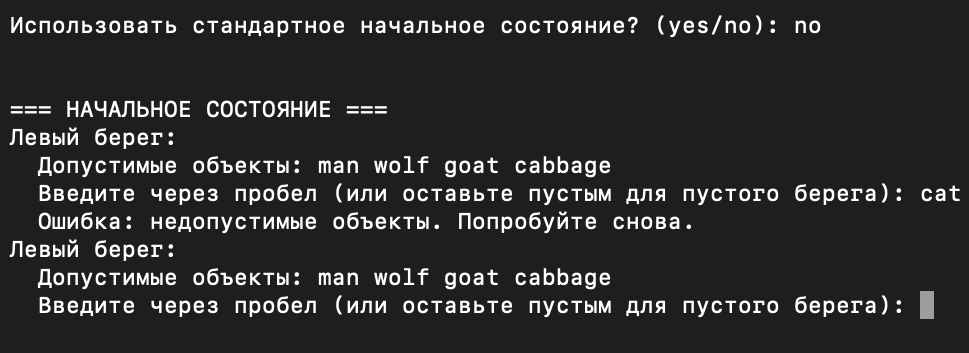 Использовать стандартное начальное состояние? (yes/no): no
=== НАЧАЛЬНОЕ СОСТОЯНИЕ ===
Левый берег:
Допустимые объекты: man wolf goat cabbage
Введите через пробел (или оставьте пустым для пустого берега): cat
Ошибка: недопустимые объекты. Попробуйте снова.
Левый берег:
Допустимые объекты: man wolf goat cabbage
Введите через пробел (или оставьте пустым для пустого берега):